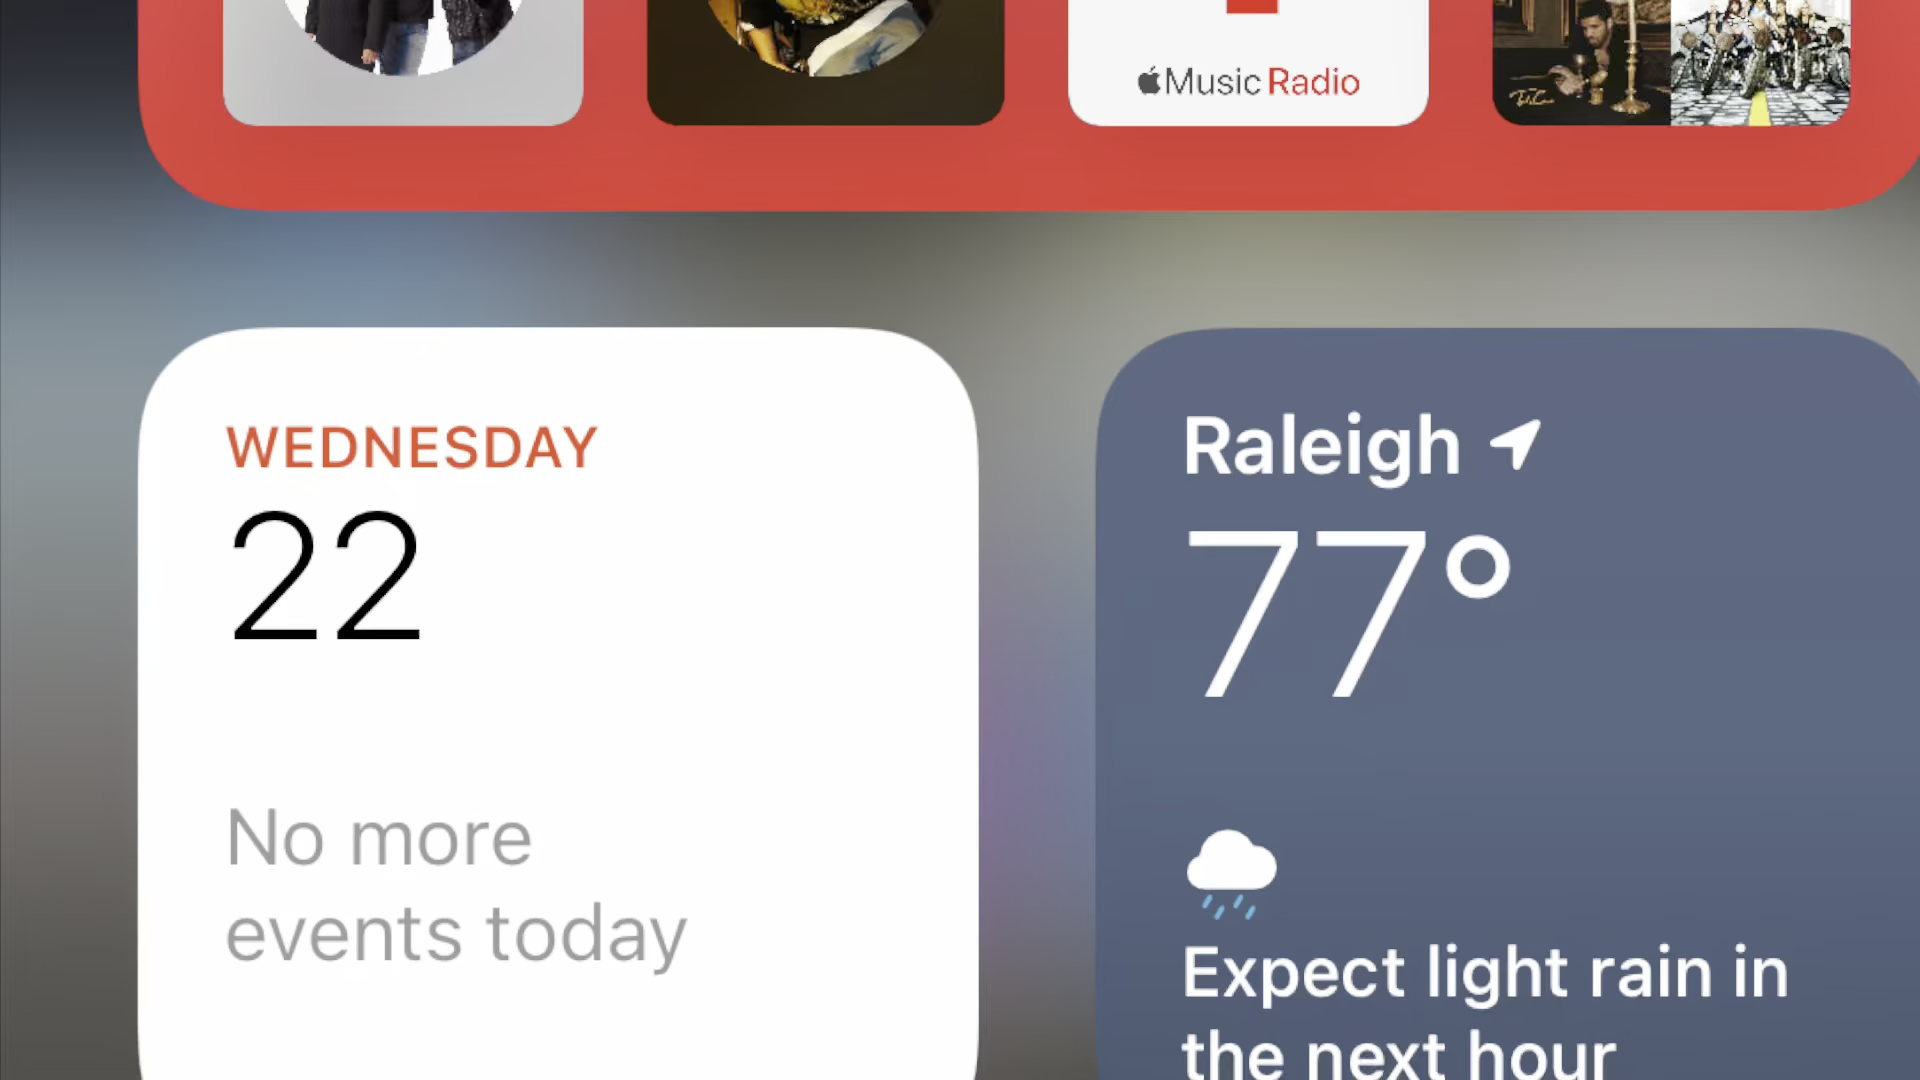 Music Radio
WEDNESDAY
22
No more
events today
Raleigh
77°
Expect light rain in
the next hour